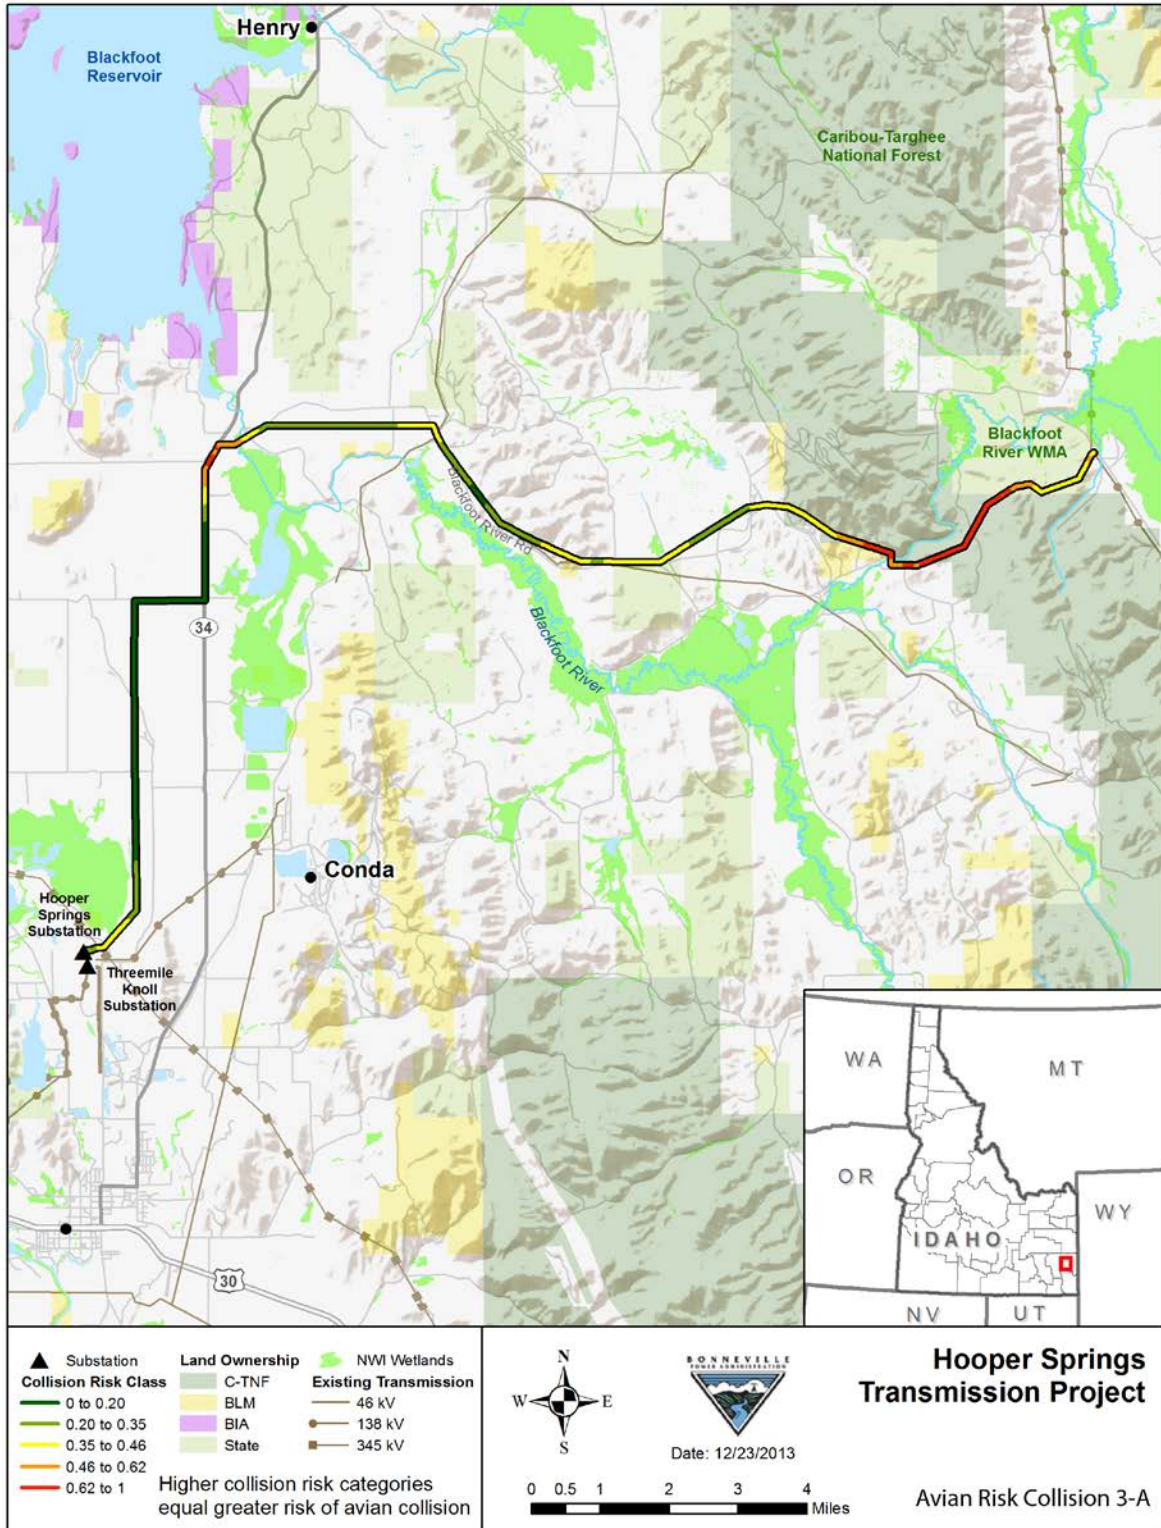 Henry
Blackfoot
Reservoir
Caribou-Targhee
National Forest
Blackfoot
River WMA
Blackfoot River Rd
34
Blackfoot River
Conda
Hooper
Springs
Substation
Threemile
Knoll
Substation
30
WA
MT
OR
IDAHO
WY
NV
UT
Substation
Collision Risk Class
0 to 0.20
0.20 to 0.35
0.35 to 0.46
0.46 to 0.62
0.62 to 1
Land Ownership
C-TNF
BLM
BIA
State
NWI Wetlands
Existing Transmission
46 kV
138 kV
345 kV
Higher collision risk categories
equal greater risk of avian collision
N
W
E
S
BONNEVILLE
POWER ADMINISTRATION
Date: 12/23/2013
0 0.5 1 2 3 4
Miles
Hooper Springs
Transmission Project
Avian Risk Collision 3-A